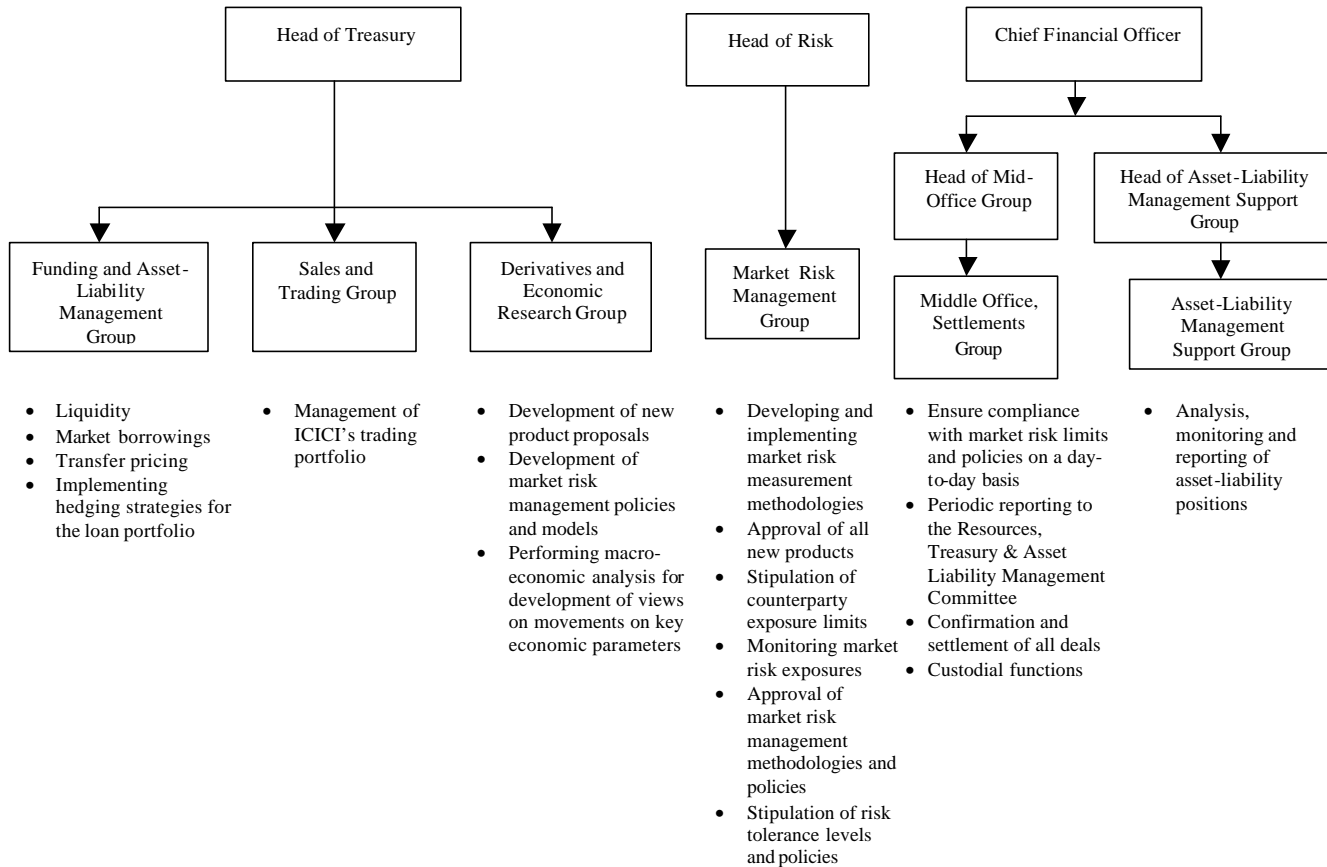 Head of Treasury
Head of Risk
Chief Financial Officer
Head of Mid-
Office Group
Head of Asset-Liability
Management Support
Group
Funding and Asset-
Liability
Management
Group
Sales and
Trading Group
Derivatives and
Economic
Research Group
Market Risk
Management
Group
Middle Office,
Settlements
Group
Asset-Liability
Management
Support Group
• Liquidity
• Market borrowings
• Transfer pricing
• Implementing
hedging strategies for
the loan portfolio
• Management of
ICICI's trading
portfolio
• Development of new
product proposals
• Development of
market risk
management policies
and models
• Performing macro-
economic analysis for
development of views
on movements on key
economic parameters
• Developing and
implementing
market risk
measurement
methodologies
• Approval of all
new products
• Stipulation of
counterparty
exposure limits
• Monitoring market
risk exposures
• Approval of
market risk
management
methodologies and
policies
• Stipulation of risk
tolerance levels
and policies
• Ensure compliance
with market risk limits
and policies on a day-
to-day basis
• Periodic reporting to
the Resources,
Treasury & Asset
Liability Management
Committee
• Confirmation and
settlement of all deals
• Custodial functions
• Analysis,
monitoring and
reporting of
asset-liability
positions